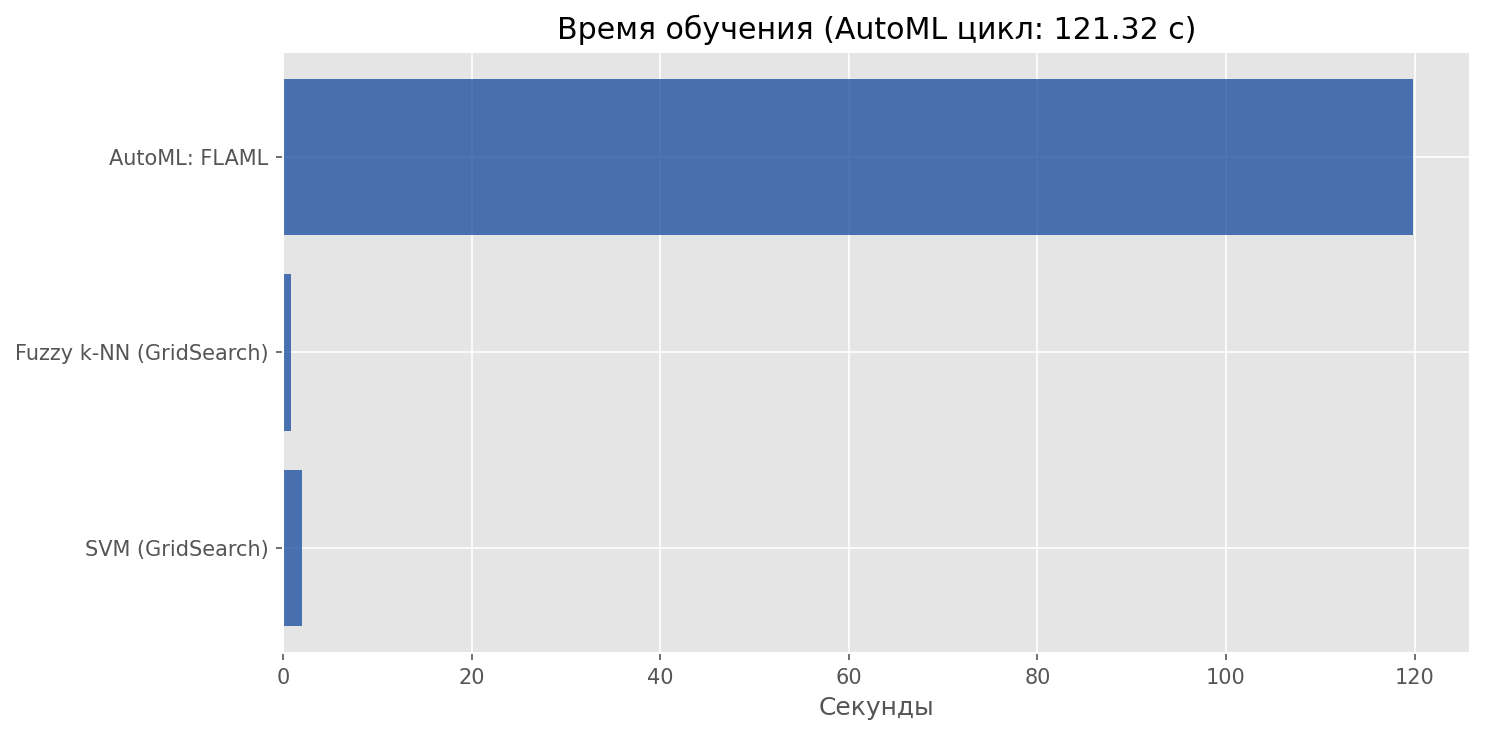 Время обучения (AutoML цикл: 121.32 с)
AutoML: FLAML
Fuzzy k-NN (GridSearch)
SVM (GridSearch)
0 20 40 60 80 100 120
Секунды